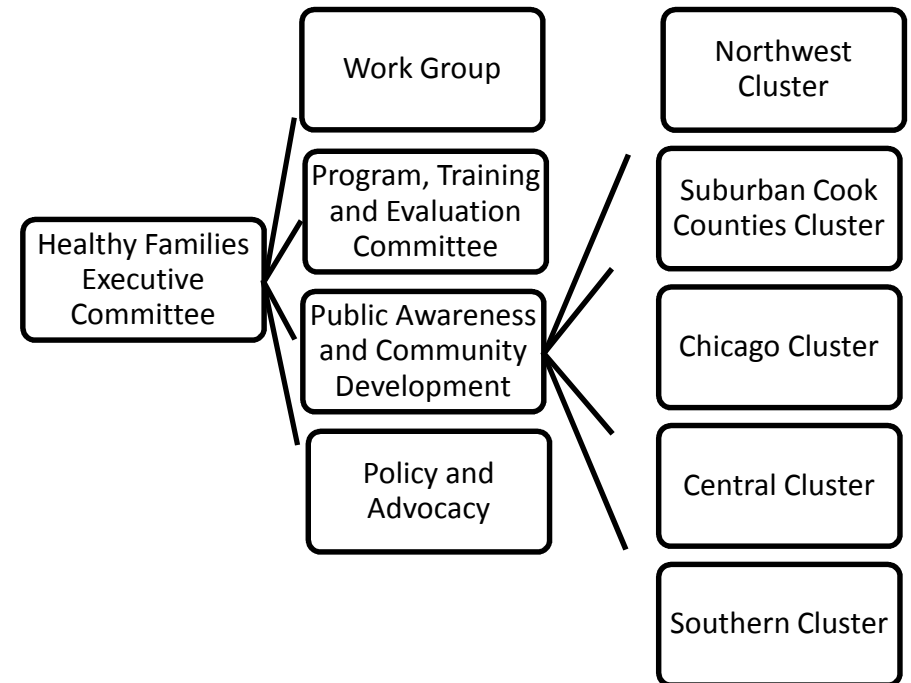 Healthy Families
Executive
Committee
Work Group
Program, Training
and Evaluation
Committee
Public Awareness
and Community
Development
Policy and
Advocacy
Northwest
Cluster
Suburban Cook
Counties Cluster
Chicago Cluster
Central Cluster
Southern Cluster